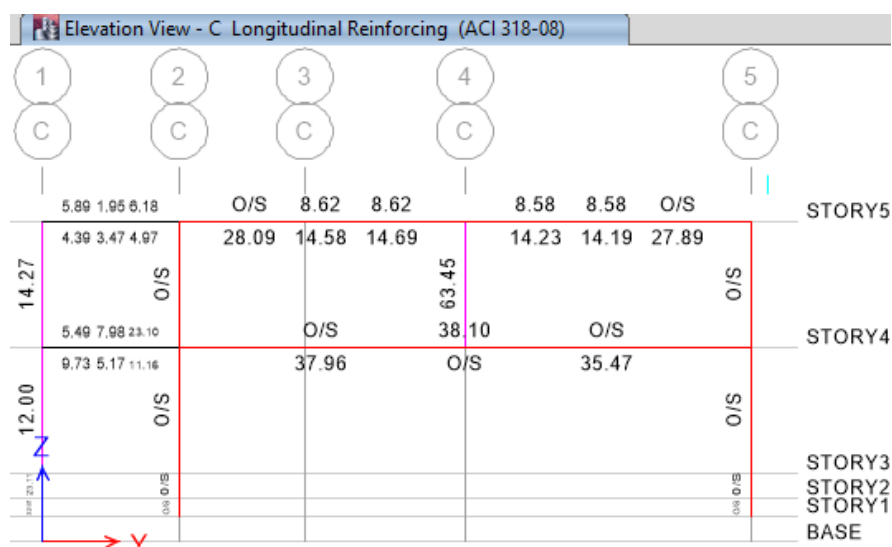 Elevation View - C Longitudinal Reinforcing (ACI 318-08)
1 2 3 4 5
C C C C C
5.89 1.95 6.18 O/S 8.62 8.62 8.58 8.58 O/S
STORY5
4.39 3.47 4.97 28.09 14.58 14.69 14.23 14.19 27.89
14.27 O/S 63.45 O/S
5.49 7.98 23.10 O/S 38.10 O/S
STORY4
9.73 5.17 11.16 37.96 O/S 35.47
12.00 O/S O/S
Z
STORY3
23.11 O/S O/S
STORY2
O/S O/S
STORY1
Y
BASE